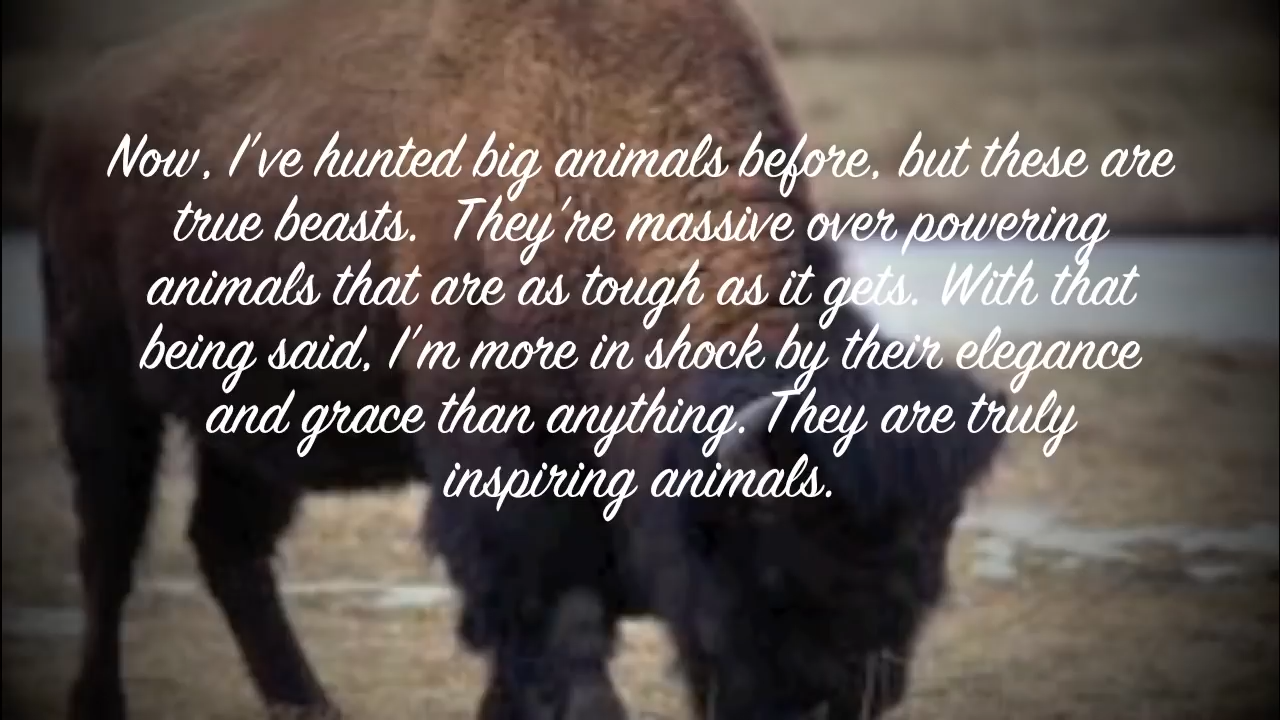 Now, I've hunted big animals before, but these are
true beasts.  They're massive over powering
animals that are as tough as it gets. With that
being said, I'm more in shock by their elegance
and grace than anything. They are truly
inspiring animals.